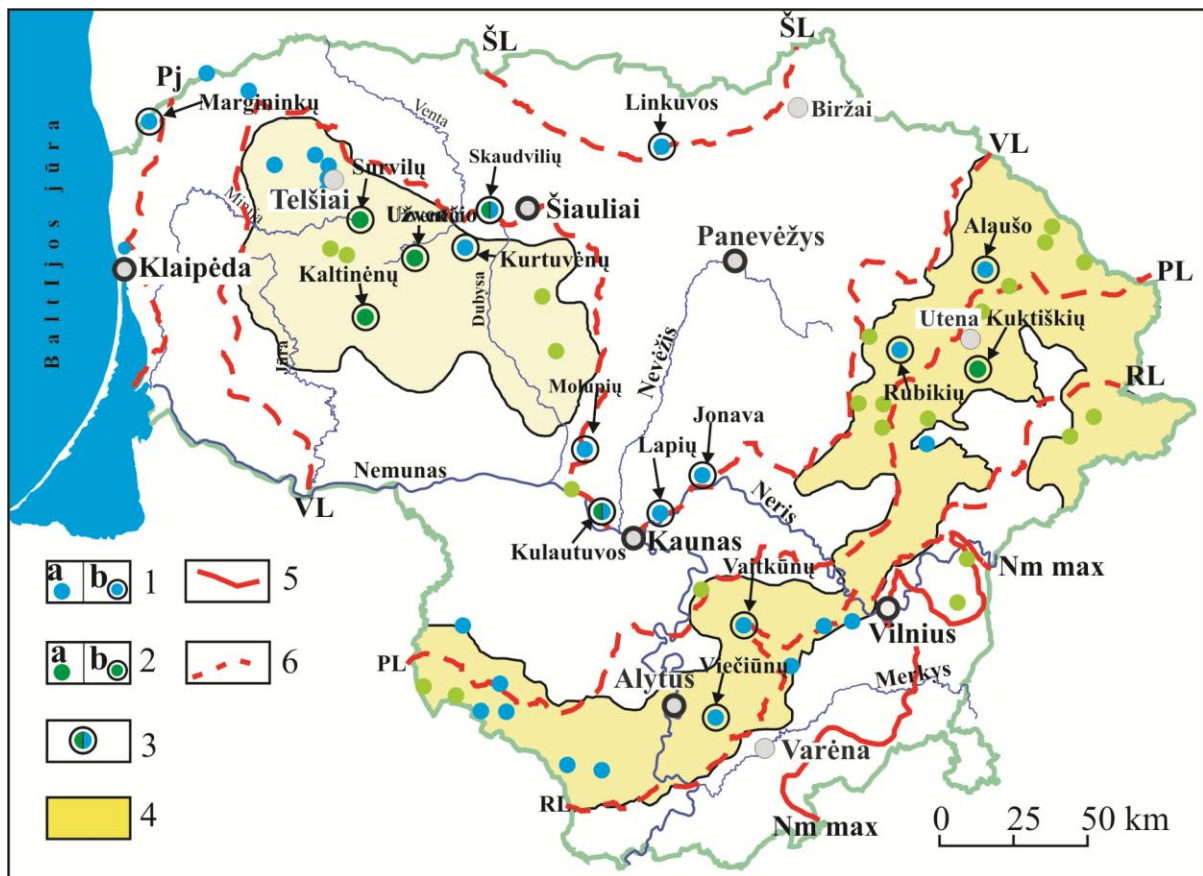 ŠL
ŠL
Pj
Margininkų
Venta
Linkuvos
Biržai
VL
Skaudvilių
Survilų
Telšiai
Minija
Šiauliai
Alaušo
Kurtuvėnų
Panevėžys
Klaipėda
Kaltinėnų
PL
Utena
Kuktiškių
Dubysa
Jūra
Nevėžis
Baltijos jūra
Rubikių
RL
Molupių
Jonava
Lapių
Nemunas
VL
Neris
Kulautuvos
Kaunas
Vaitkūnų
Nm max
Vilnius
a
b
1
5
PL
Viečiūnų
Alytus
Merkys
a
b
2
6
Varėna
3
RL
Nm max
4
0
25
50 km